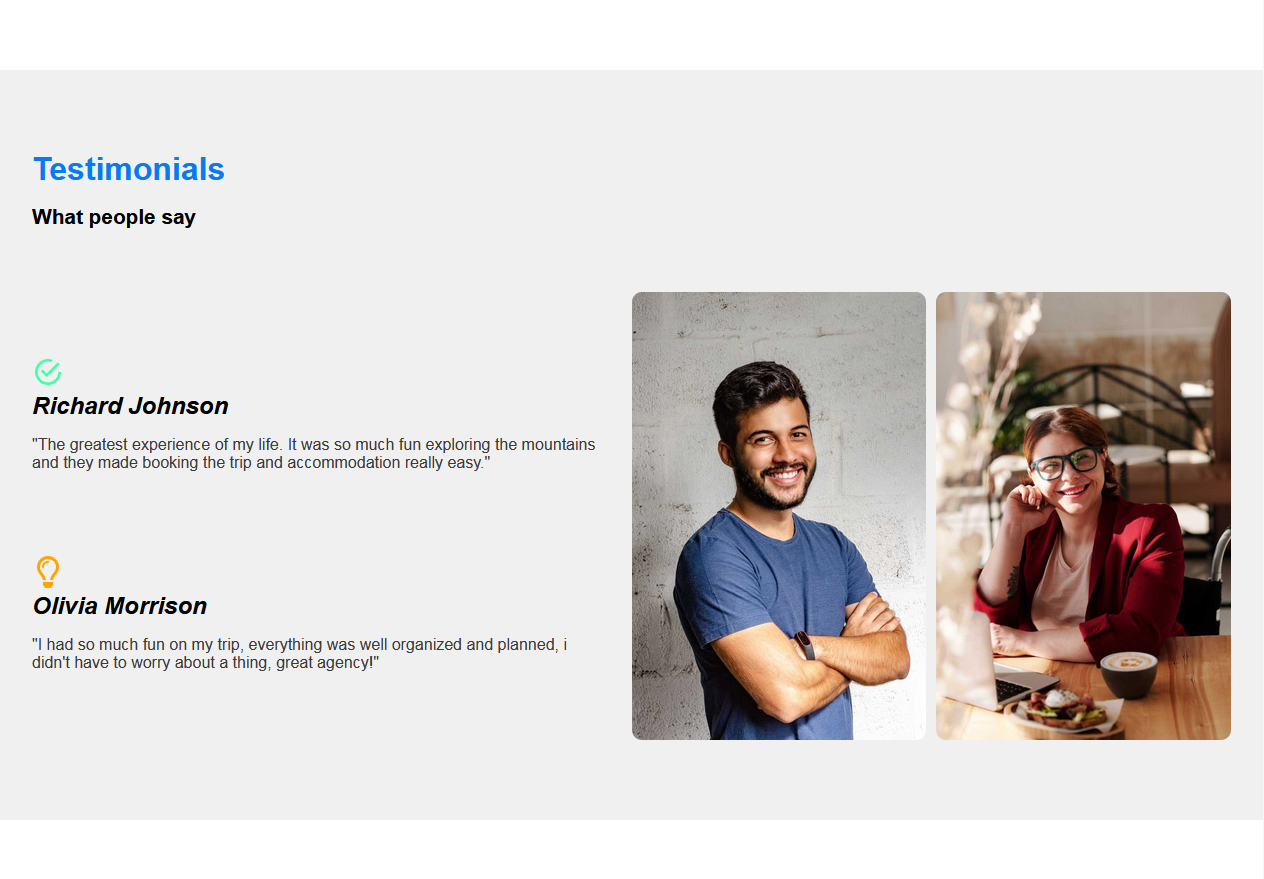 Testimonials
What people say
Richard Johnson
"The greatest experience of my life. It was so much fun exploring the mountains
and they made booking the trip and accommodation really easy."
Olivia Morrison
"I had so much fun on my trip, everything was well organized and planned, i
didn't have to worry about a thing, great agency!"